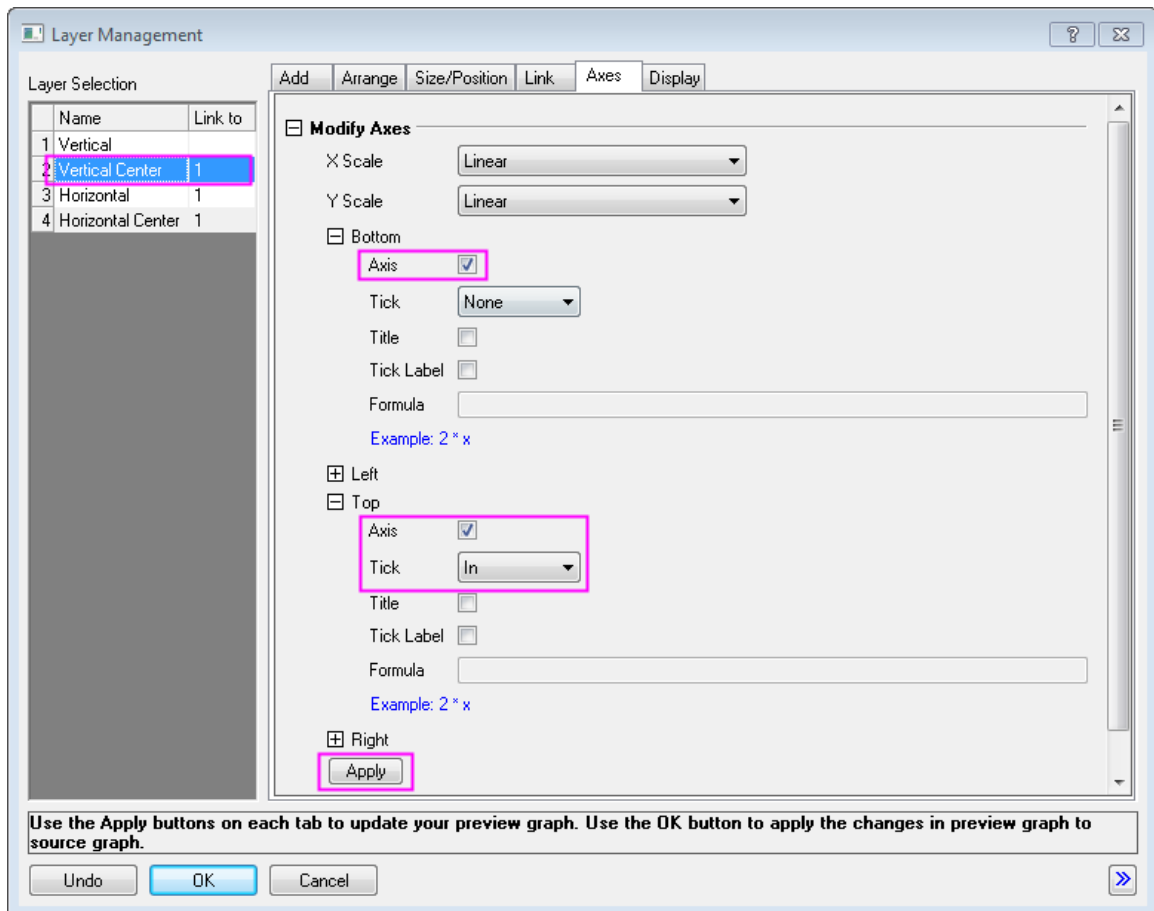 Layer Management
Layer Selection
Name Link to
1 Vertical
2 Vertical Center 1
3 Horizontal 1
4 Horizontal Center 1
Add Arrange Size/Position Link Axes Display
Modify Axes
X Scale Linear
Y Scale Linear
Bottom
Axis
Tick None
Title
Tick Label
Formula
Example: 2 * x
Left
Top
Axis
Tick In
Title
Tick Label
Formula
Example: 2 * x
Right
Apply
Use the Apply buttons on each tab to update your preview graph. Use the OK button to apply the changes in preview graph to
source graph.
Undo OK Cancel